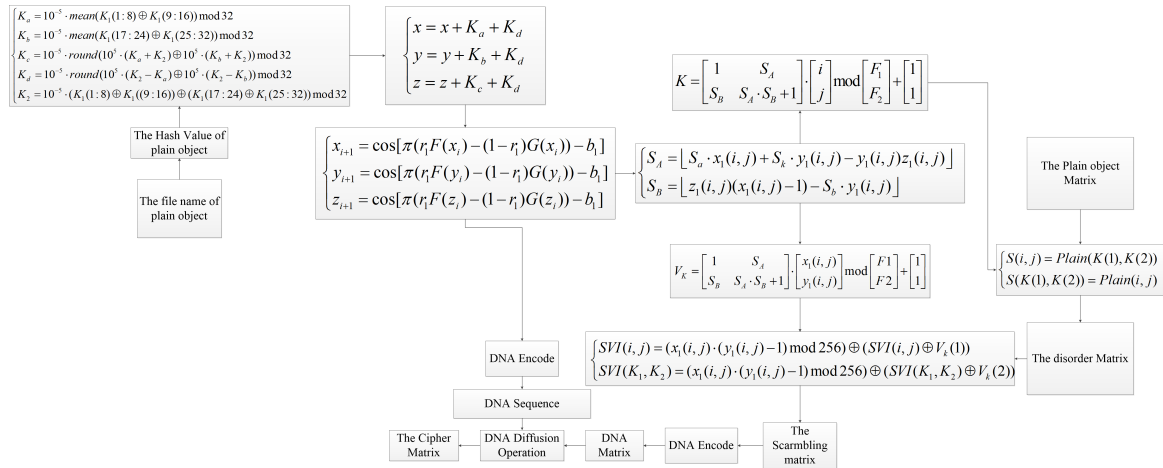 K_a = 10^-5 · mean(K_1(1:8) ⊕ K_1(9:16)) mod 32
K_b = 10^-5 · mean(K_1(17:24) ⊕ K_1(25:32)) mod 32
K_c = 10^-5 · round(10^5 · (K_a + K_2) ⊕ 10^5 · (K_b + K_2)) mod 32
K_d = 10^-5 · round(10^5 · (K_2 − K_a) ⊕ 10^5 · (K_2 − K_b)) mod 32
K_2 = 10^-5 · (K_1(1:8) ⊕ K_1((9:16)) ⊕ (K_1(17:24) ⊕ K_1(25:32)) mod 32
The Hash Value of
plain object
The file name of
plain object
x = x + K_a + K_d
y = y + K_b + K_d
z = z + K_c + K_d
x_{i+1} = cos[π(r_1F(x_i) − (1 − r_1)G(x_i)) − b_1]
y_{i+1} = cos[π(r_1F(y_i) − (1 − r_1)G(y_i)) − b_1]
z_{i+1} = cos[π(r_1F(z_i) − (1 − r_1)G(z_i)) − b_1]
K = [1 S_A; S_B S_A · S_B + 1] · [i; j] mod [F_1; F_2] + [1; 1]
S_A = ⌊S_a · x_1(i, j) + S_k · y_1(i, j) − y_1(i, j)z_1(i, j)⌋
S_B = ⌊z_1(i, j)(x_1(i, j) − 1) − S_b · y_1(i, j)⌋
V_K = [1 S_A; S_B S_A · S_B + 1] · [x_1(i, j); y_1(i, j)] mod [F1; F2] + [1; 1]
The Plain object
Matrix
S(i, j) = Plain(K(1), K(2))
S(K(1), K(2)) = Plain(i, j)
The disorder Matrix
SVI(i, j) = (x_1(i, j) · (y_1(i, j) − 1) mod 256) ⊕ (SVI(i, j) ⊕ V_k(1))
SVI(K_1, K_2) = (x_1(i, j) · (y_1(i, j) − 1) mod 256) ⊕ (SVI(K_1, K_2) ⊕ V_k(2))
DNA Encode
DNA Sequence
The Cipher
Matrix
DNA Diffusion
Operation
DNA
Matrix
DNA Encode
The
Scarmbling
matrix